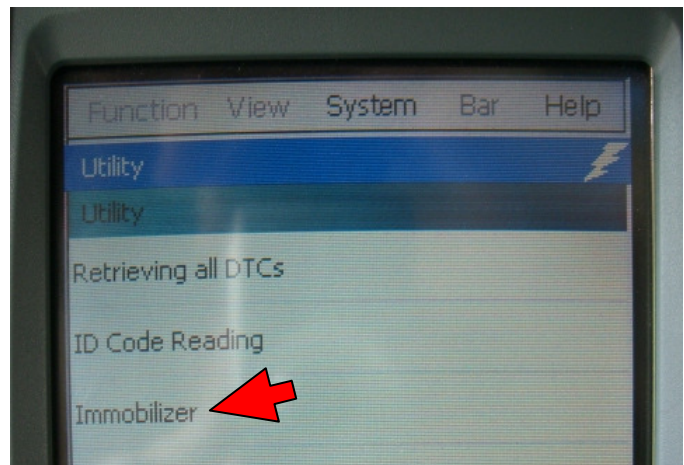 Function View System Bar Help
Utility
Utility
Retrieving all DTCs
ID Code Reading
Immobilizer